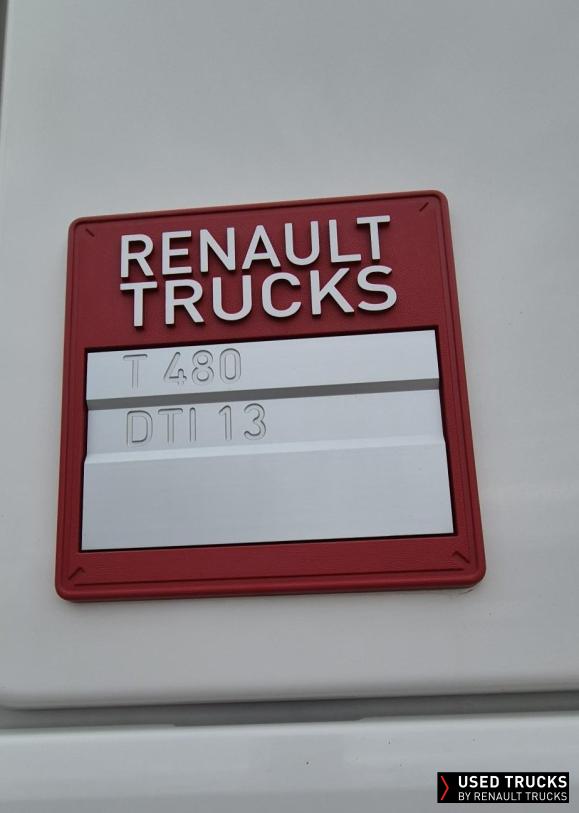 RENAULT
TRUCKS
T 480
DTI 13
USED TRUCKS
BY RENAULT TRUCKS